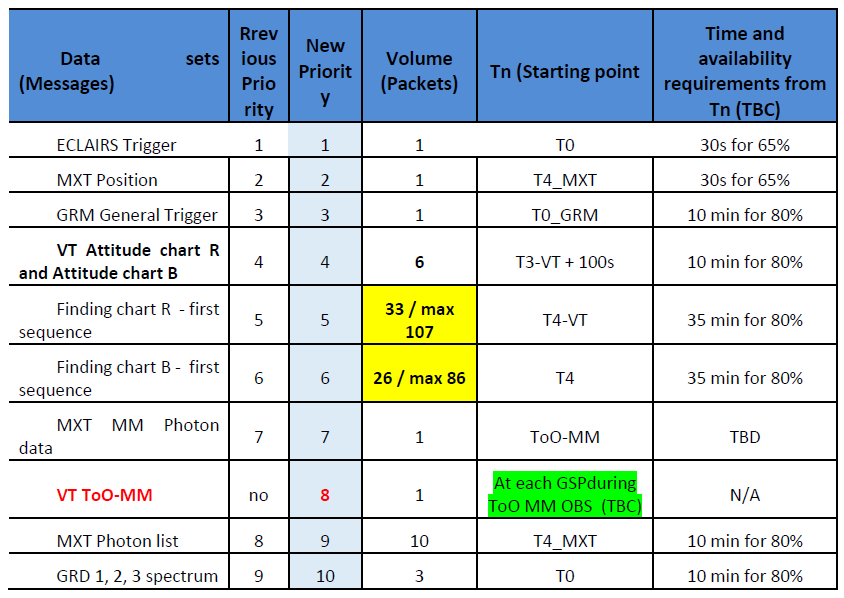 Data sets (Messages) | Rrev ious Prio rity | New Priorit y | Volume (Packets) | Tn (Starting point | Time and availability requirements from Tn (TBC)
ECLAIRS Trigger | 1 | 1 | 1 | T0 | 30s for 65%
MXT Position | 2 | 2 | 1 | T4_MXT | 30s for 65%
GRM General Trigger | 3 | 3 | 1 | T0_GRM | 10 min for 80%
VT Attitude chart R and Attitude chart B | 4 | 4 | 6 | T3-VT + 100s | 10 min for 80%
Finding chart R - first sequence | 5 | 5 | 33 / max 107 | T4-VT | 35 min for 80%
Finding chart B - first sequence | 6 | 6 | 26 / max 86 | T4 | 35 min for 80%
MXT MM Photon data | 7 | 7 | 1 | ToO-MM | TBD
VT ToO-MM | no | 8 | 1 | At each GSPduring ToO MM OBS (TBC) | N/A
MXT Photon list | 8 | 9 | 10 | T4_MXT | 10 min for 80%
GRD 1, 2, 3 spectrum | 9 | 10 | 3 | T0 | 10 min for 80%